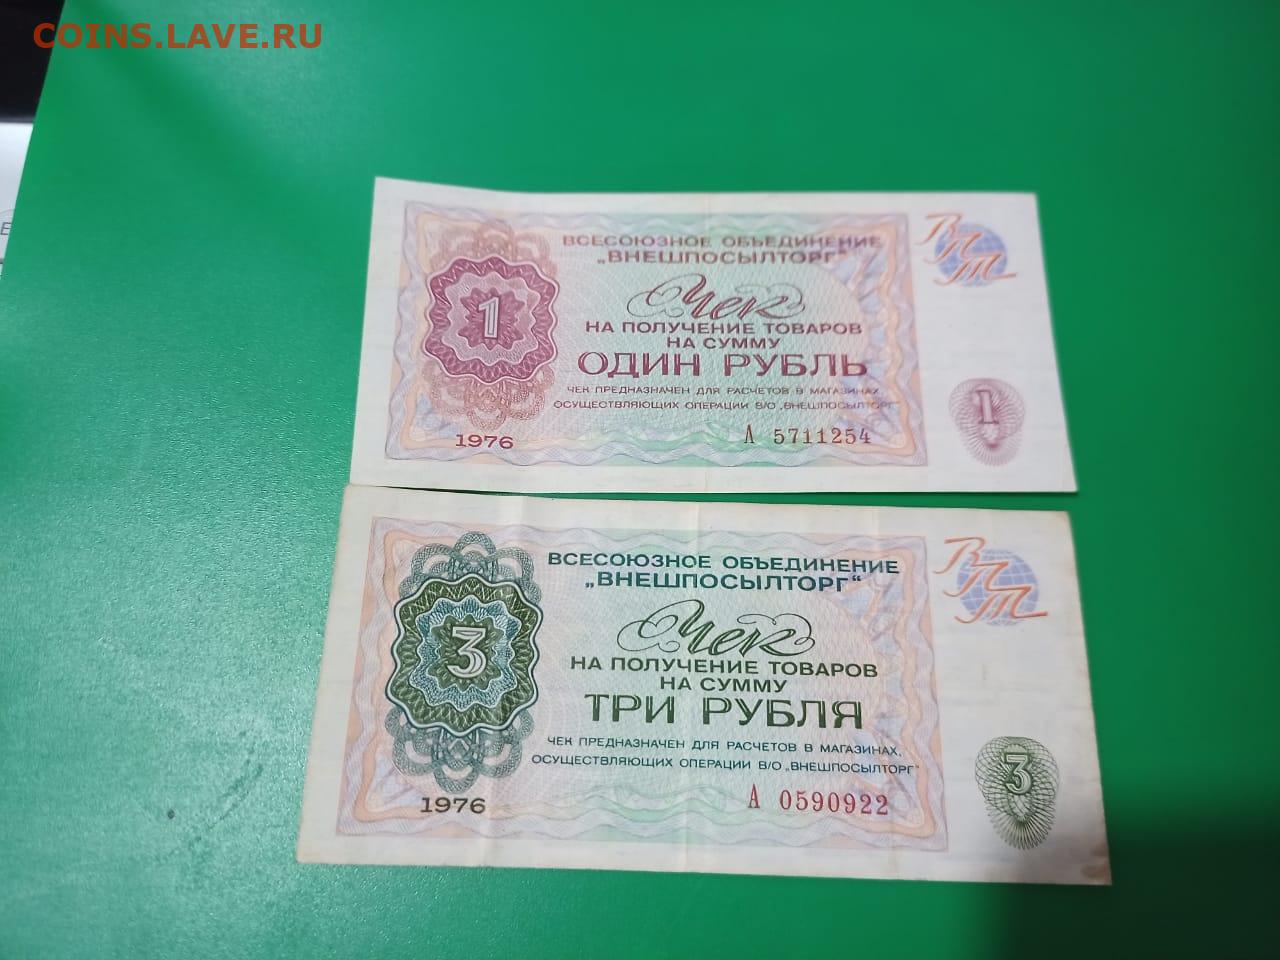 COINS.LAVE.RU
ВСЕСОЮЗНОЕ ОБЪЕДИНЕНИЕ
„ВНЕШПОСЫЛТОРГ“
ВПТ
Чек
НА ПОЛУЧЕНИЕ ТОВАРОВ
НА СУММУ
ОДИН РУБЛЬ
ЧЕК ПРЕДНАЗНАЧЕН ДЛЯ РАСЧЕТОВ В МАГАЗИНАХ,
ОСУЩЕСТВЛЯЮЩИХ ОПЕРАЦИИ В/О „ВНЕШПОСЫЛТОРГ“
1
1
1976
А 5711254
ВСЕСОЮЗНОЕ ОБЪЕДИНЕНИЕ
„ВНЕШПОСЫЛТОРГ“
ВПТ
Чек
НА ПОЛУЧЕНИЕ ТОВАРОВ
НА СУММУ
ТРИ РУБЛЯ
ЧЕК ПРЕДНАЗНАЧЕН ДЛЯ РАСЧЕТОВ В МАГАЗИНАХ,
ОСУЩЕСТВЛЯЮЩИХ ОПЕРАЦИИ В/О „ВНЕШПОСЫЛТОРГ“
3
3
1976
А 0590922